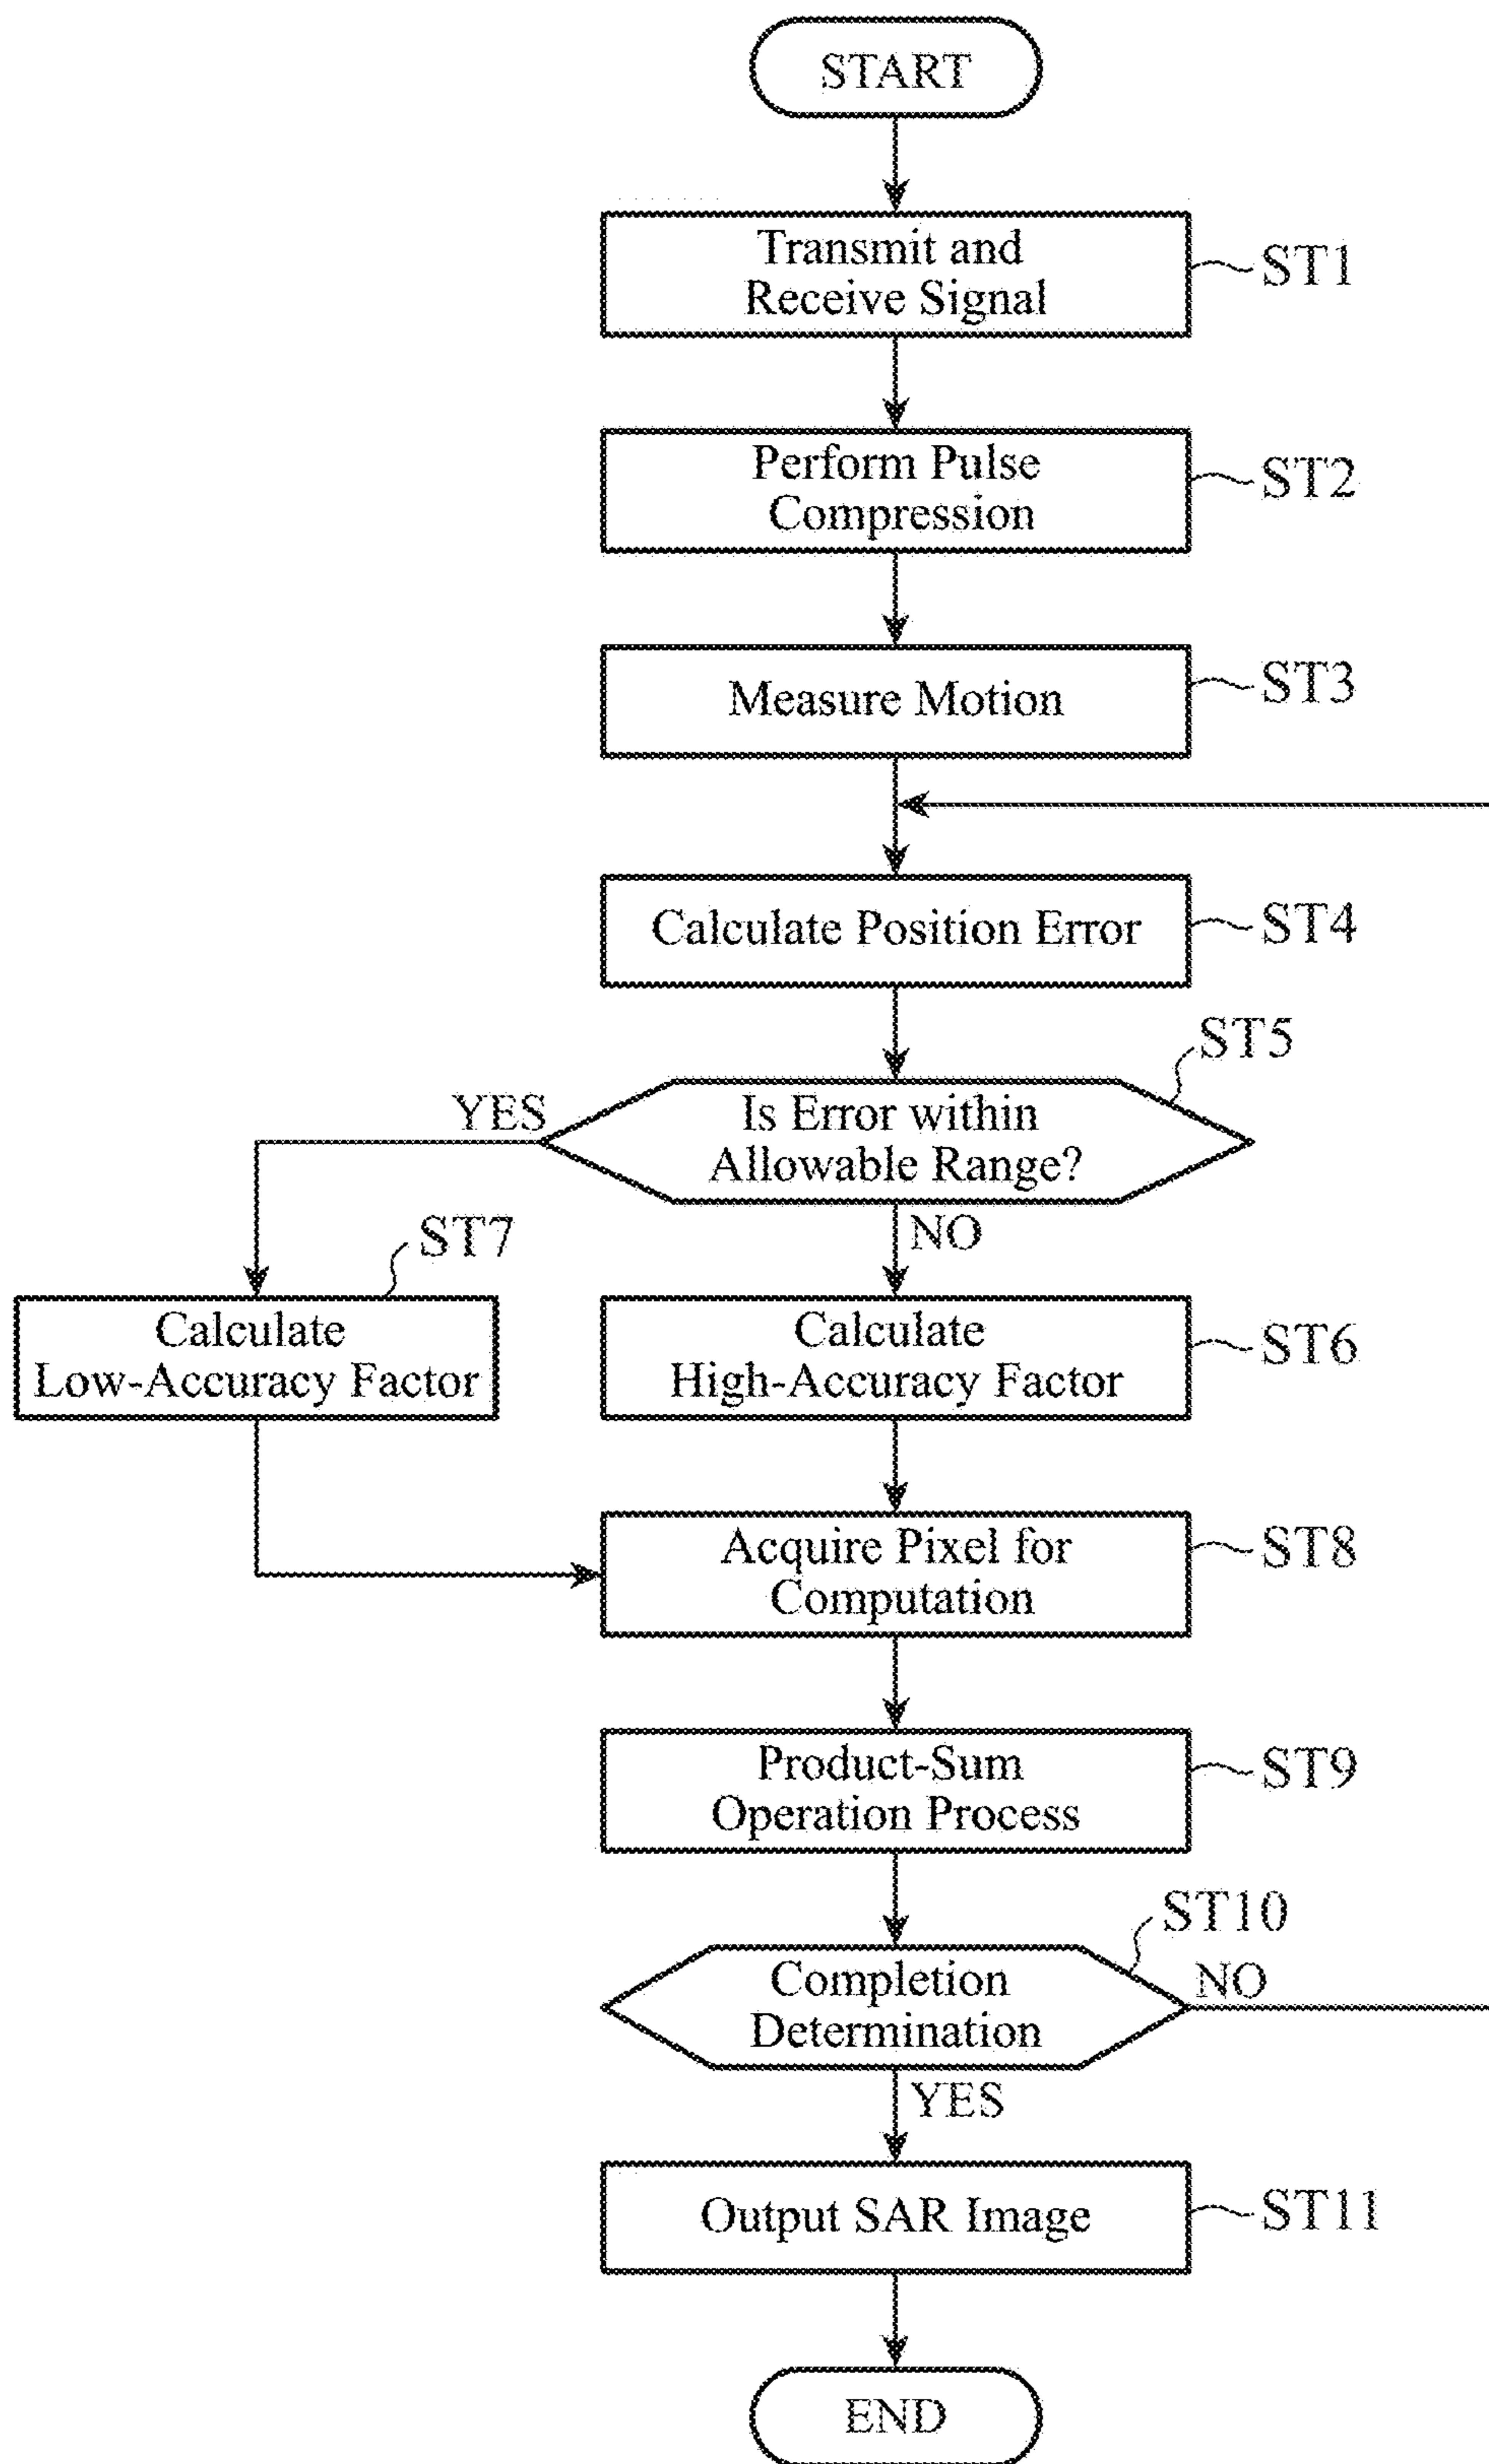 START
Transmit and
Receive Signal
ST1
Perform Pulse
Compression
ST2
Measure Motion
ST3
Calculate Position Error
ST4
ST5
Is Error within
Allowable Range?
YES
NO
ST7
Calculate
Low-Accuracy Factor
Calculate
High-Accuracy Factor
ST6
Acquire Pixel for
Computation
ST8
Product-Sum
Operation Process
ST9
ST10
Completion
Determination
NO
YES
Output SAR Image
ST11
END